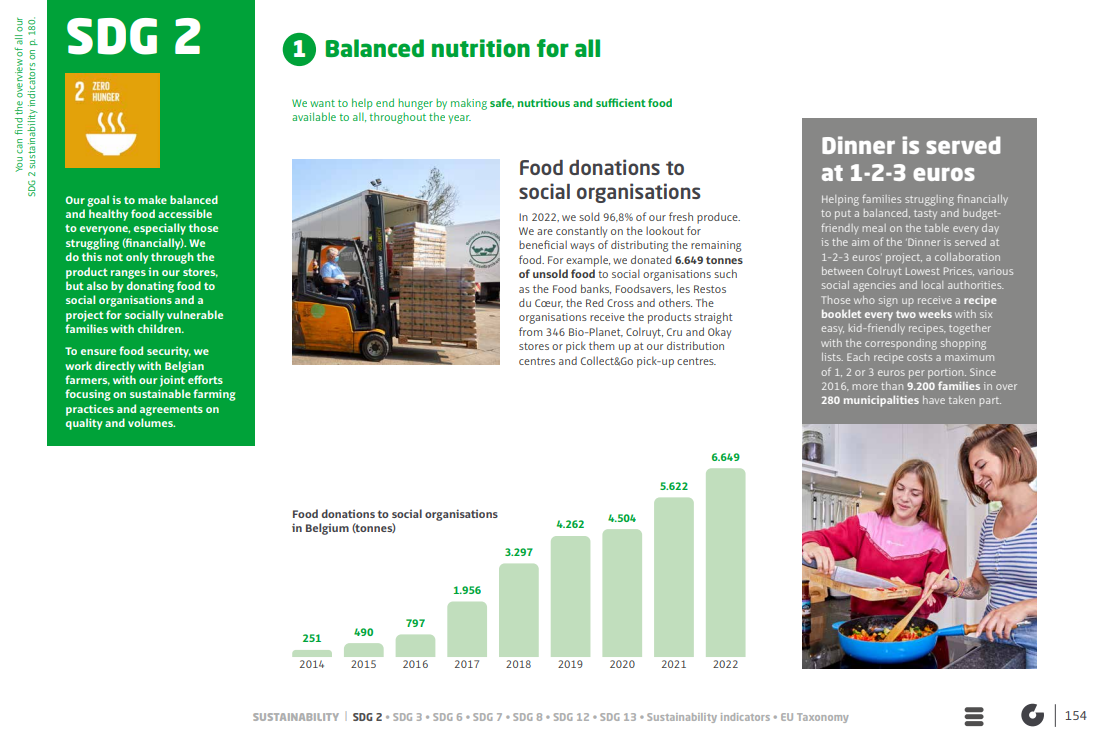 You can find the overview of all our
SDG 2 sustainability indicators on p. 180.
SDG 2
2 ZERO
HUNGER
Our goal is to make balanced
and healthy food accessible
to everyone, especially those
struggling (financially). We
do this not only through the
product ranges in our stores,
but also by donating food to
social organisations and a
project for socially vulnerable
families with children.
To ensure food security, we
work directly with Belgian
farmers, with our joint efforts
focusing on sustainable farming
practices and agreements on
quality and volumes.
1 Balanced nutrition for all
We want to help end hunger by making safe, nutritious and sufficient food
available to all, throughout the year.
Food donations to
social organisations
In 2022, we sold 96,8% of our fresh produce.
We are constantly on the lookout for
beneficial ways of distributing the remaining
food. For example, we donated 6.649 tonnes
of unsold food to social organisations such
as the Food banks, Foodsavers, les Restos
du Cœur, the Red Cross and others. The
organisations receive the products straight
from 346 Bio-Planet, Colruyt, Cru and Okay
stores or pick them up at our distribution
centres and Collect&Go pick-up centres.
Food donations to social organisations
in Belgium (tonnes)
251
490
797
1.956
3.297
4.262
4.504
5.622
6.649
2014 2015 2016 2017 2018 2019 2020 2021 2022
Dinner is served
at 1-2-3 euros
Helping families struggling financially
to put a balanced, tasty and budget-
friendly meal on the table every day
is the aim of the 'Dinner is served at
1-2-3 euros' project, a collaboration
between Colruyt Lowest Prices, various
social agencies and local authorities.
Those who sign up receive a recipe
booklet every two weeks with six
easy, kid-friendly recipes, together
with the corresponding shopping
lists. Each recipe costs a maximum
of 1, 2 or 3 euros per portion. Since
2016, more than 9.200 families in over
280 municipalities have taken part.
SUSTAINABILITY | SDG 2 • SDG 3 • SDG 6 • SDG 7 • SDG 8 • SDG 12 • SDG 13 • Sustainability indicators • EU Taxonomy
154